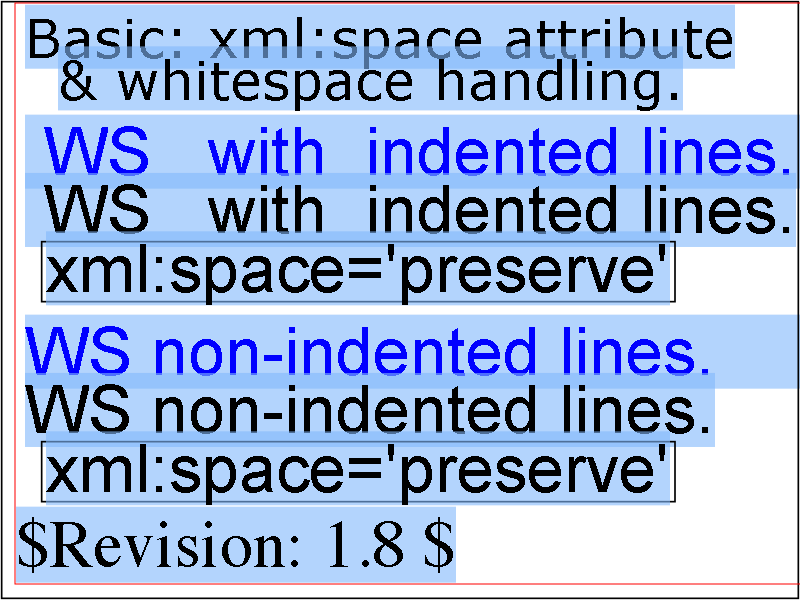 Basic: xml:space attribute
& whitespace handling.
WS   with  indented lines.
WS   with  indented lines.
xml:space='preserve'
WS non-indented lines.
WS non-indented lines.
xml:space='preserve'
$Revision: 1.8 $